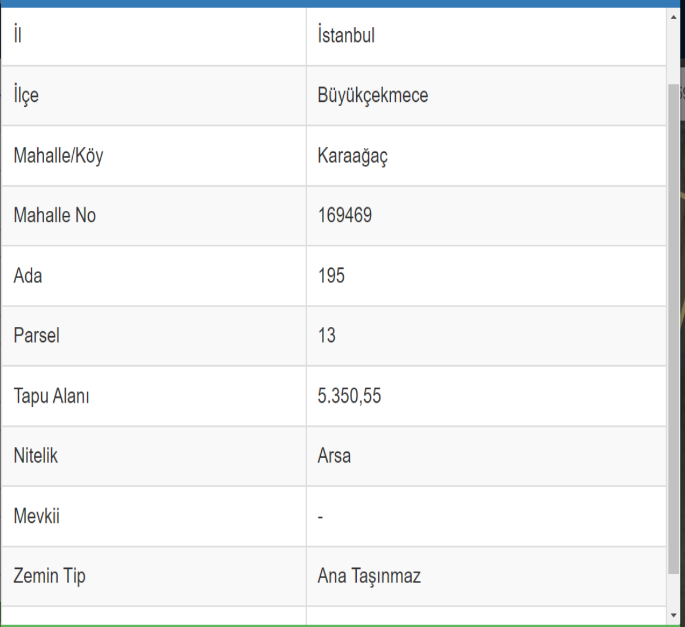 İl İstanbul
İlçe Büyükçekmece
Mahalle/Köy Karaağaç
Mahalle No 169469
Ada 195
Parsel 13
Tapu Alanı 5.350,55
Nitelik Arsa
Mevkii -
Zemin Tip Ana Taşınmaz